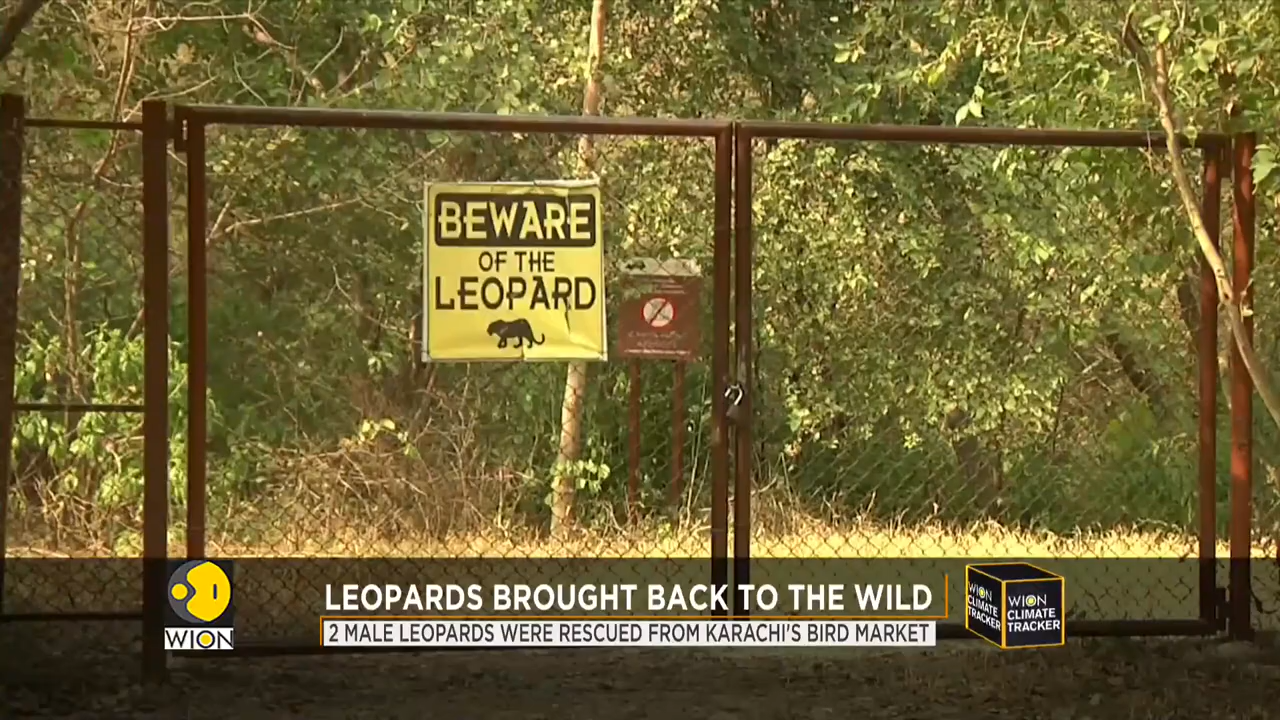 BEWARE
OF THE
LEOPARD
LEOPARDS BROUGHT BACK TO THE WILD
2 MALE LEOPARDS WERE RESCUED FROM KARACHI'S BIRD MARKET
WION
WION
CLIMATE
TRACKER
WION
CLIMATE
TRACKER